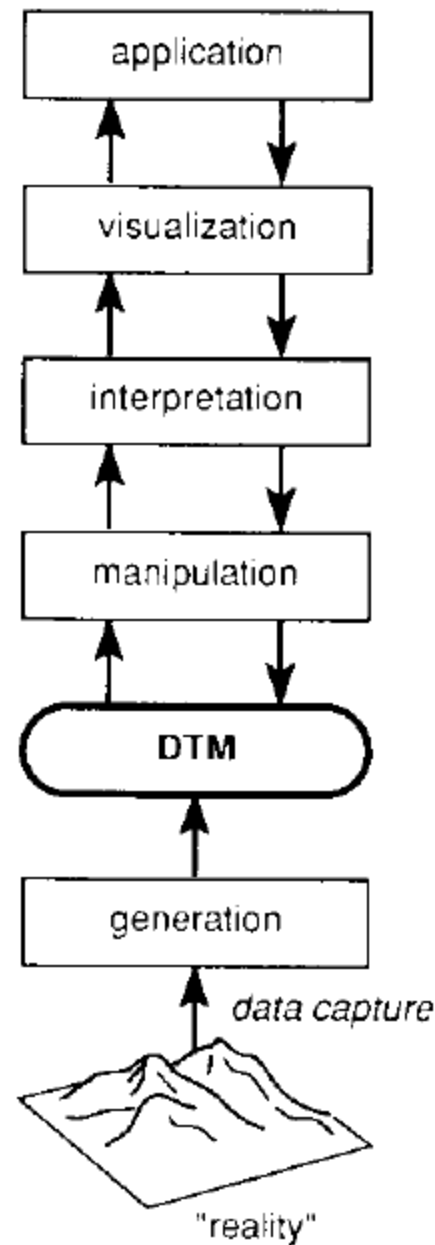 application
visualization
interpretation
manipulation
DTM
generation
data capture
"reality"